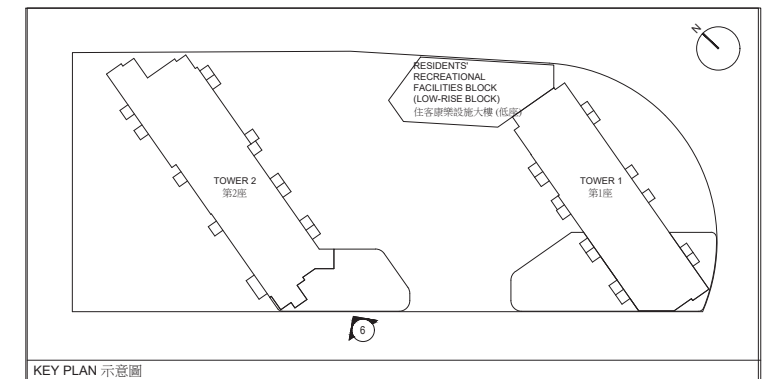 N
RESIDENTS'
RECREATIONAL
FACILITIES BLOCK
(LOW-RISE BLOCK)
住客康樂設施大樓 (低座)
TOWER 2
第2座
TOWER 1
第1座
6
KEY PLAN 示意圖